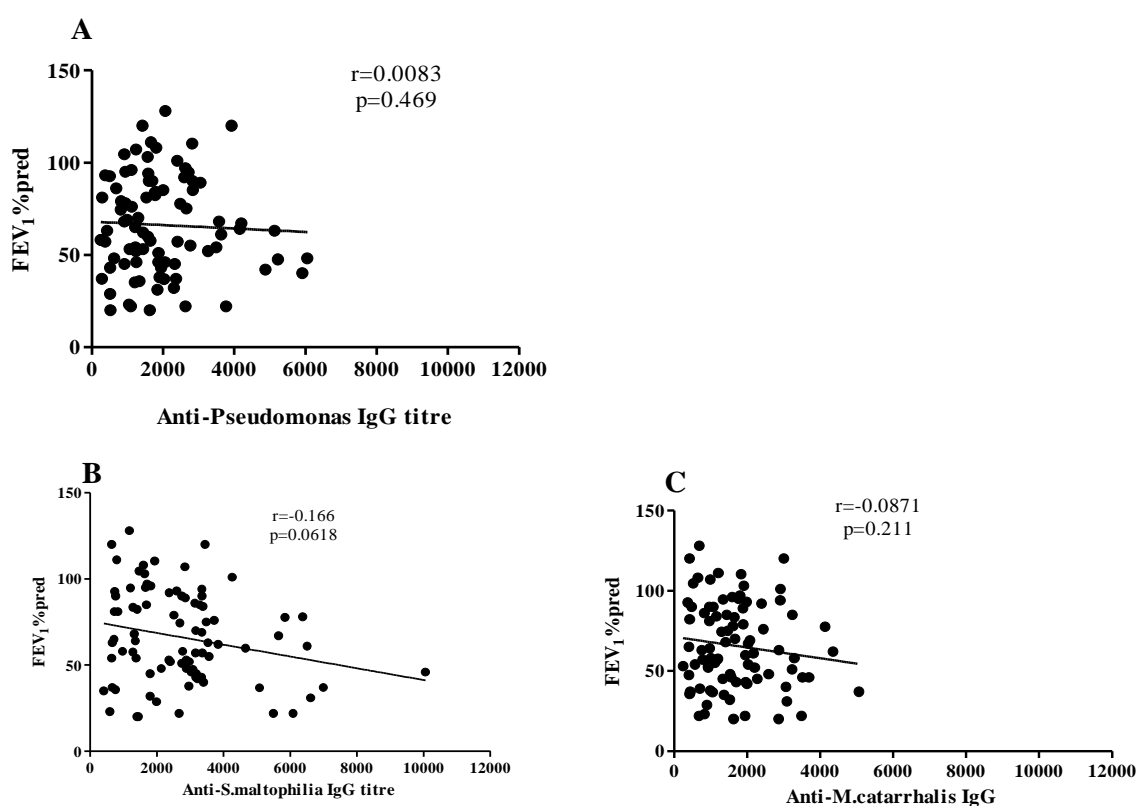 A
r=0.0083
p=0.469
150
100
50
0
FEV1 %pred
0 2000 4000 6000 8000 10000 12000
Anti-Pseudomonas IgG titre
B
r=-0.166
p=0.0618
150
100
50
0
FEV1 %pred
0 2000 4000 6000 8000 10000 12000
Anti-S.maltophilia IgG titre
C
r=-0.0871
p=0.211
150
100
50
0
FEV1 %pred
0 2000 4000 6000 8000 10000 12000
Anti-M.catarrhalis IgG